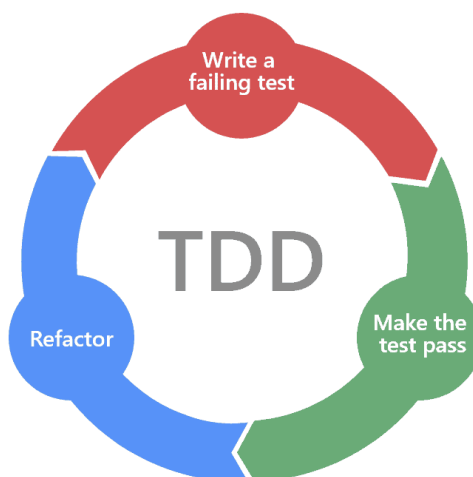 Write a
failing test
TDD
Refactor
Make the
test pass